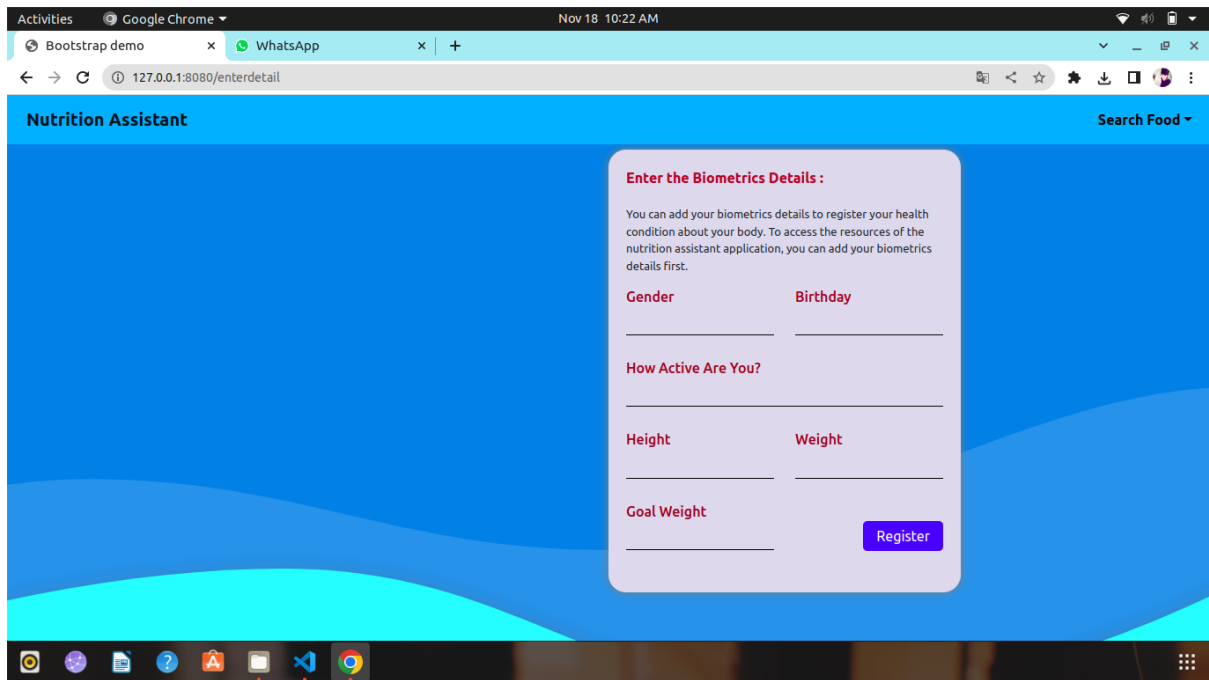 Activities Google Chrome Nov 18 10:22 AM
Bootstrap demo WhatsApp
127.0.0.1:8080/enterdetail
Nutrition Assistant Search Food
Enter the Biometrics Details :
You can add your biometrics details to register your health
condition about your body. To access the resources of the
nutrition assistant application, you can add your biometrics
details first.
Gender Birthday
How Active Are You?
Height Weight
Goal Weight
Register